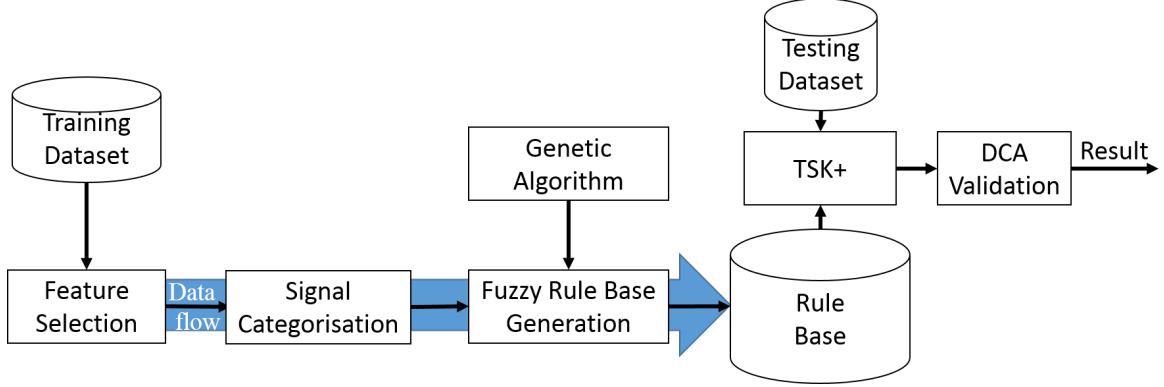 Training
Dataset
Feature
Selection
Data
flow
Signal
Categorisation
Genetic
Algorithm
Fuzzy Rule Base
Generation
Rule
Base
Testing
Dataset
TSK+
DCA
Validation
Result